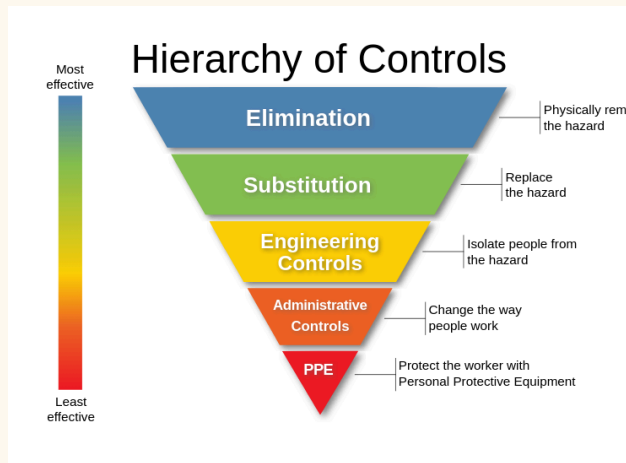 Hierarchy of Controls
Most
effective
Elimination
Physically rem
the hazard
Substitution
Replace
the hazard
Engineering
Controls
Isolate people from
the hazard
Administrative
Controls
Change the way
people work
PPE
Protect the worker with
Personal Protective Equipment
Least
effective